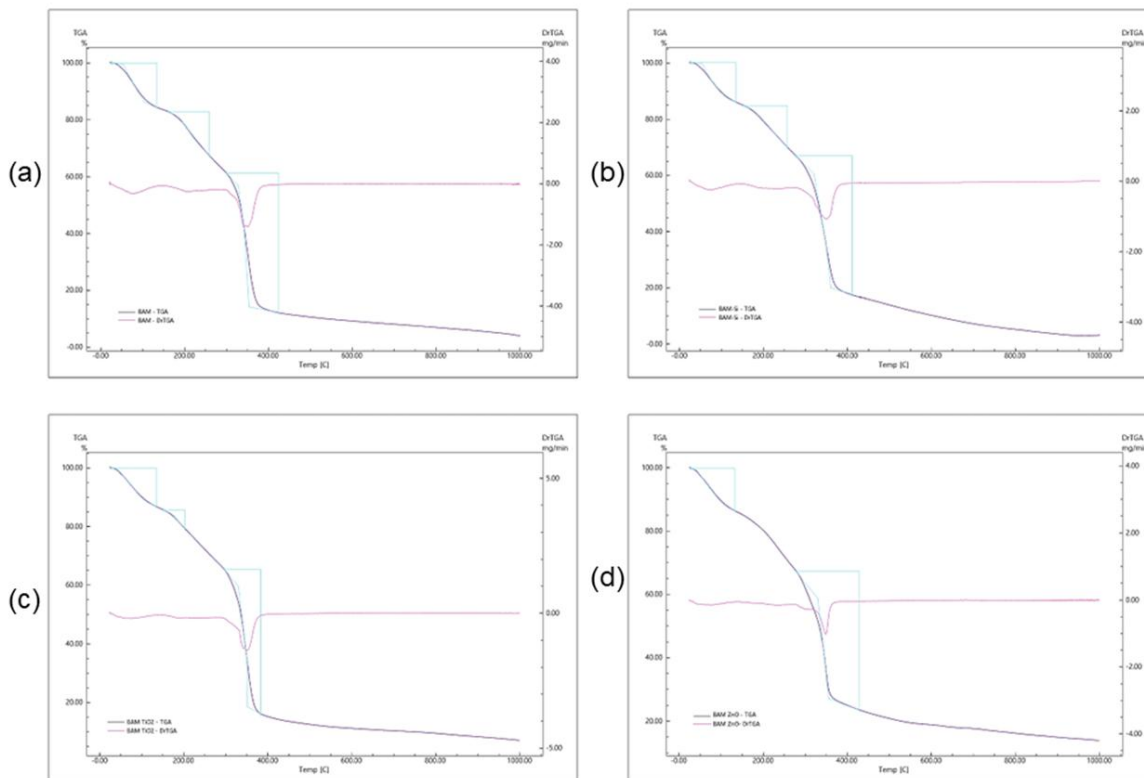 (a)
TGA
%
DrTGA
mg/min
100.00
80.00
60.00
40.00
20.00
-0.00
4.00
2.00
0.00
-2.00
-4.00
BAM - TGA
BAM - DrTGA
-0.00 200.00 400.00 600.00 800.00 1000.00
Temp [C]
(b)
TGA
%
DrTGA
mg/min
100.00
80.00
60.00
40.00
20.00
0.00
2.00
0.00
-2.00
-4.00
BAM-Si - TGA
BAM-Si - DrTGA
-0.00 200.00 400.00 600.00 800.00 1000.00
Temp [C]
(c)
TGA
%
DrTGA
mg/min
100.00
80.00
60.00
40.00
20.00
5.00
0.00
-5.00
BAM TiO2 - TGA
BAM TiO2 - DrTGA
-0.00 200.00 400.00 600.00 800.00 1000.00
Temp [C]
(d)
TGA
%
DrTGA
mg/min
100.00
80.00
60.00
40.00
20.00
4.00
2.00
0.00
-2.00
-4.00
BAM ZnO - TGA
BAM ZnO- DrTGA
-0.00 200.00 400.00 600.00 800.00 1000.00
Temp [C]